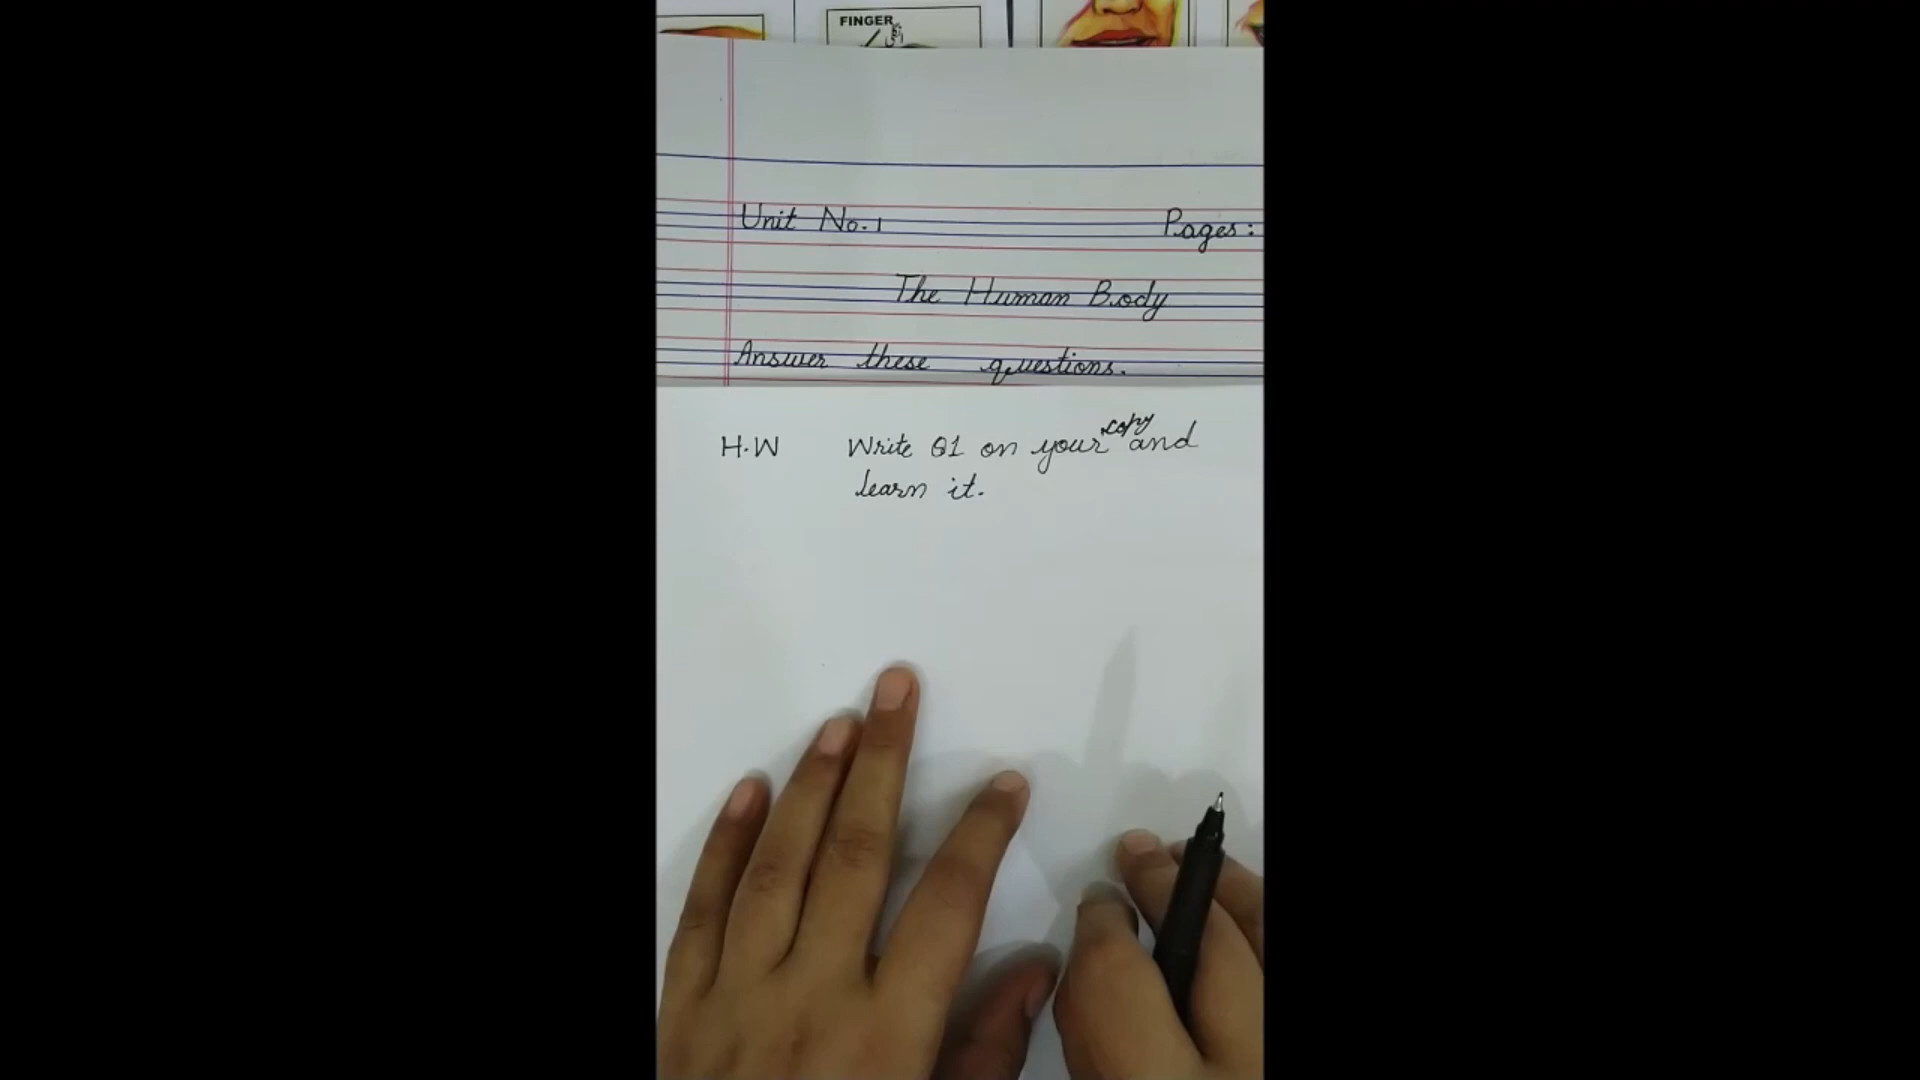 FINGER
Unit No.1 Pages:
The Human Body
Answer these questions.
H.W Write Q1 on your copy and
learn it.